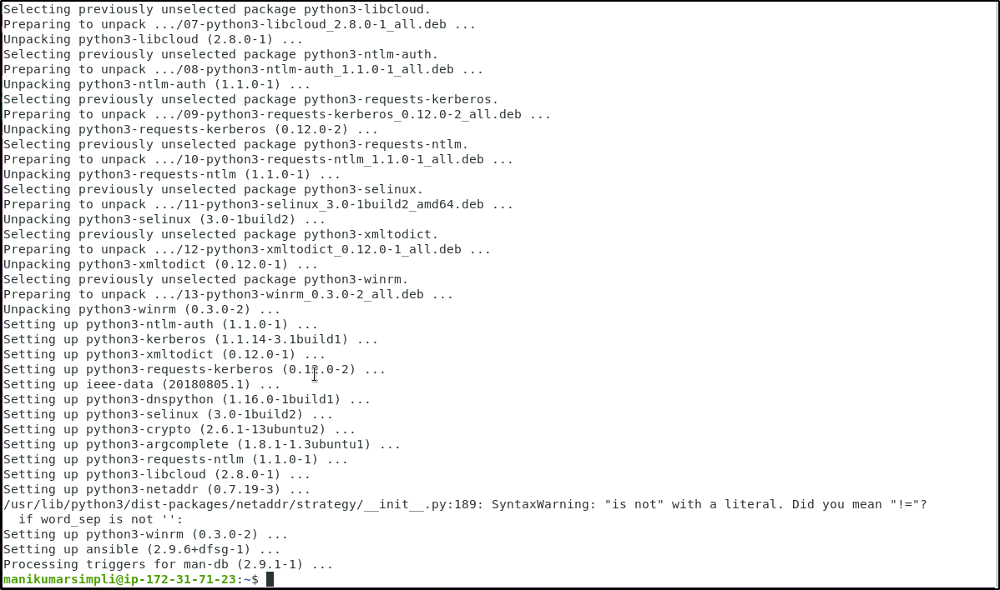 Selecting previously unselected package python3-libcloud.
Preparing to unpack .../07-python3-libcloud_2.8.0-1_all.deb ...
Unpacking python3-libcloud (2.8.0-1) ...
Selecting previously unselected package python3-ntlm-auth.
Preparing to unpack .../08-python3-ntlm-auth_1.1.0-1_all.deb ...
Unpacking python3-ntlm-auth (1.1.0-1) ...
Selecting previously unselected package python3-requests-kerberos.
Preparing to unpack .../09-python3-requests-kerberos_0.12.0-2_all.deb ...
Unpacking python3-requests-kerberos (0.12.0-2) ...
Selecting previously unselected package python3-requests-ntlm.
Preparing to unpack .../10-python3-requests-ntlm_1.1.0-1_all.deb ...
Unpacking python3-requests-ntlm (1.1.0-1) ...
Selecting previously unselected package python3-selinux.
Preparing to unpack .../11-python3-selinux_3.0-1build2_amd64.deb ...
Unpacking python3-selinux (3.0-1build2) ...
Selecting previously unselected package python3-xmltodict.
Preparing to unpack .../12-python3-xmltodict_0.12.0-1_all.deb ...
Unpacking python3-xmltodict (0.12.0-1) ...
Selecting previously unselected package python3-winrm.
Preparing to unpack .../13-python3-winrm_0.3.0-2_all.deb ...
Unpacking python3-winrm (0.3.0-2) ...
Setting up python3-ntlm-auth (1.1.0-1) ...
Setting up python3-kerberos (1.1.14-3.1build1) ...
Setting up python3-xmltodict (0.12.0-1) ...
Setting up python3-requests-kerberos (0.12.0-2) ...
Setting up ieee-data (20180805.1) ...
Setting up python3-dnspython (1.16.0-1build1) ...
Setting up python3-selinux (3.0-1build2) ...
Setting up python3-crypto (2.6.1-13ubuntu2) ...
Setting up python3-argcomplete (1.8.1-1.3ubuntu1) ...
Setting up python3-requests-ntlm (1.1.0-1) ...
Setting up python3-libcloud (2.8.0-1) ...
Setting up python3-netaddr (0.7.19-3) ...
/usr/lib/python3/dist-packages/netaddr/strategy/__init__.py:189: SyntaxWarning: "is not" with a literal. Did you mean "!="?
  if word_sep is not '':
Setting up python3-winrm (0.3.0-2) ...
Setting up ansible (2.9.6+dfsg-1) ...
Processing triggers for man-db (2.9.1-1) ...
manikumarsimpli@ip-172-31-71-23:~$